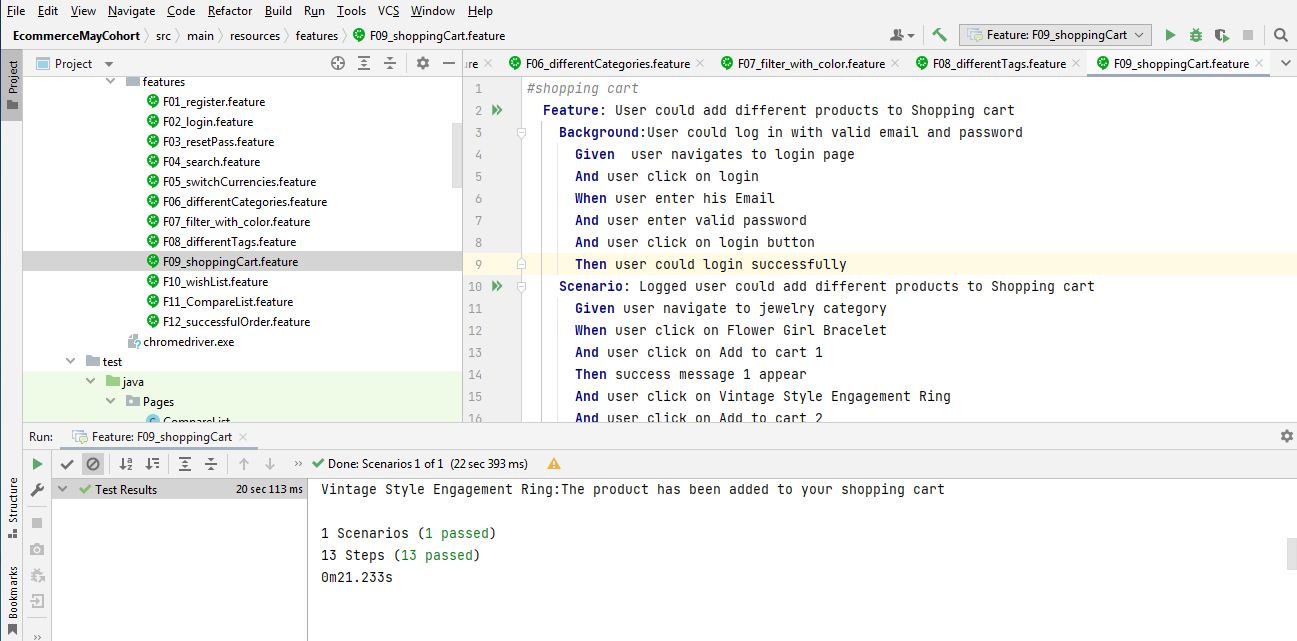 File Edit View Navigate Code Refactor Build Run Tools VCS Window Help
EcommerceMayCohort src main resources features F09_shoppingCart.feature Feature: F09_shoppingCart
Project
Project
ure F06_differentCategories.feature F07_filter_with_color.feature F08_differentTags.feature F09_shoppingCart.feature
features
F01_register.feature
F02_login.feature
F03_resetPass.feature
F04_search.feature
F05_switchCurrencies.feature
F06_differentCategories.feature
F07_filter_with_color.feature
F08_differentTags.feature
F09_shoppingCart.feature
F10_wishList.feature
F11_CompareList.feature
F12_successfulOrder.feature
chromedriver.exe
test
java
Pages
CompareList
1 #shopping cart
2 Feature: User could add different products to Shopping cart
3 Background:User could log in with valid email and password
4 Given  user navigates to login page
5 And user click on login
6 When user enter his Email
7 And user enter valid password
8 And user click on login button
9 Then user could login successfully
10 Scenario: Logged user could add different products to Shopping cart
11 Given user navigate to jewelry category
12 When user click on Flower Girl Bracelet
13 And user click on Add to cart 1
14 Then success message 1 appear
15 And user click on Vintage Style Engagement Ring
16 And user click on Add to cart 2
Run: Feature: F09_shoppingCart
Done: Scenarios 1 of 1 (22 sec 393 ms)
Test Results 20 sec 113 ms
Vintage Style Engagement Ring:The product has been added to your shopping cart
1 Scenarios (1 passed)
13 Steps (13 passed)
0m21.233s
Structure
Bookmarks